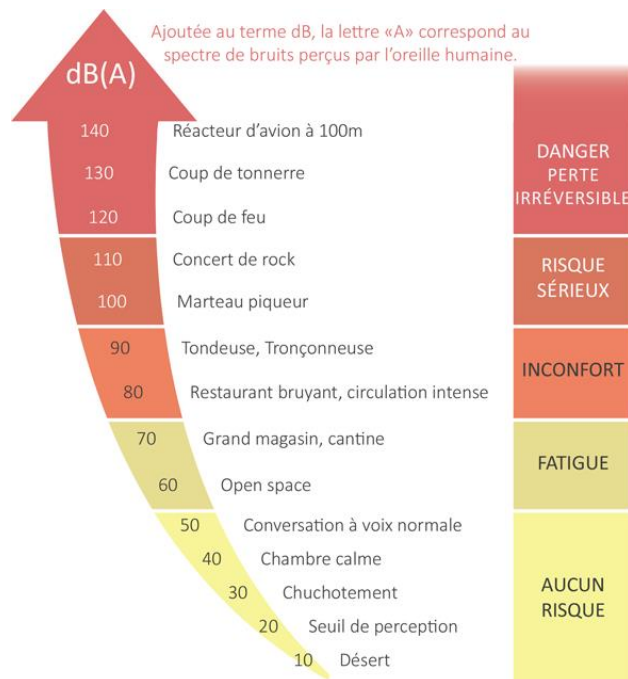 Ajoutée au terme dB, la lettre «A» correspond au
spectre de bruits perçus par l'oreille humaine.
dB(A)
140 Réacteur d'avion à 100m
130 Coup de tonnerre
120 Coup de feu
DANGER
PERTE
IRRÉVERSIBLE
110 Concert de rock
100 Marteau piqueur
RISQUE
SÉRIEUX
90 Tondeuse, Tronçonneuse
80 Restaurant bruyant, circulation intense
INCONFORT
70 Grand magasin, cantine
60 Open space
FATIGUE
50 Conversation à voix normale
40 Chambre calme
30 Chuchotement
20 Seuil de perception
10 Désert
AUCUN
RISQUE